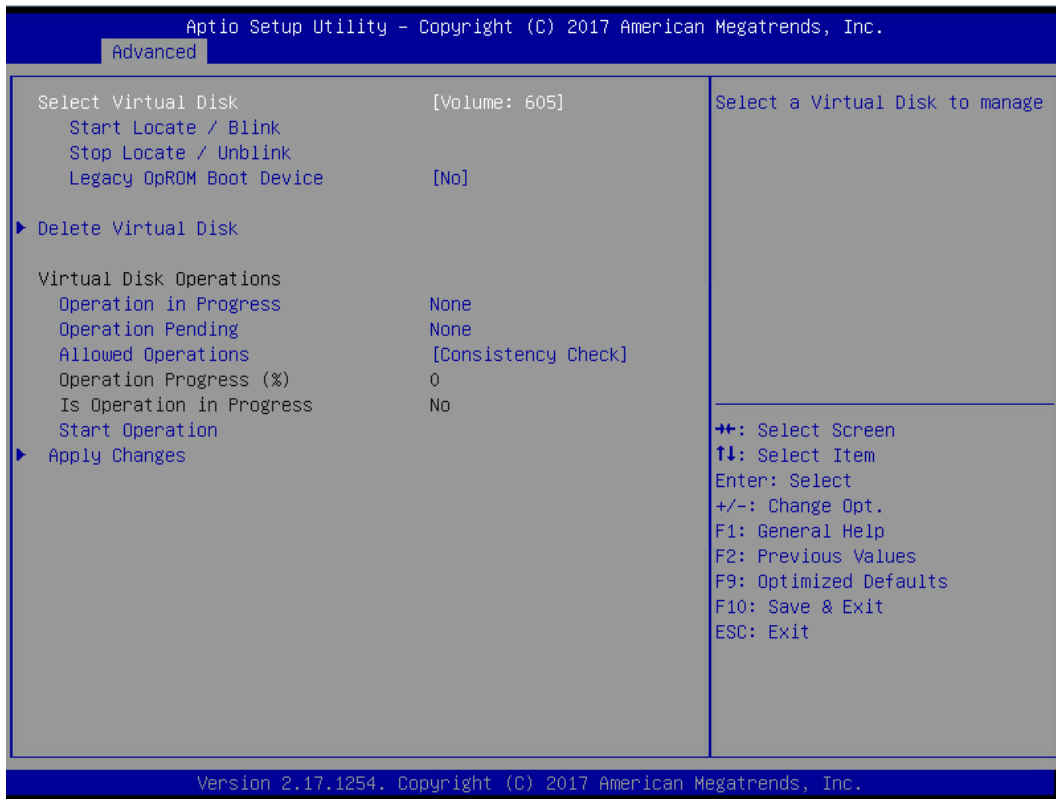 Aptio Setup Utility – Copyright (C) 2017 American Megatrends, Inc.
Advanced
Select Virtual Disk [Volume: 605]
Start Locate / Blink
Stop Locate / Unblink
Legacy OpROM Boot Device [No]
Delete Virtual Disk
Virtual Disk Operations
Operation in Progress None
Operation Pending None
Allowed Operations [Consistency Check]
Operation Progress (%) 0
Is Operation in Progress No
Start Operation
Apply Changes
Select a Virtual Disk to manage
→←: Select Screen
↑↓: Select Item
Enter: Select
+/-: Change Opt.
F1: General Help
F2: Previous Values
F9: Optimized Defaults
F10: Save & Exit
ESC: Exit
Version 2.17.1254. Copyright (C) 2017 American Megatrends, Inc.